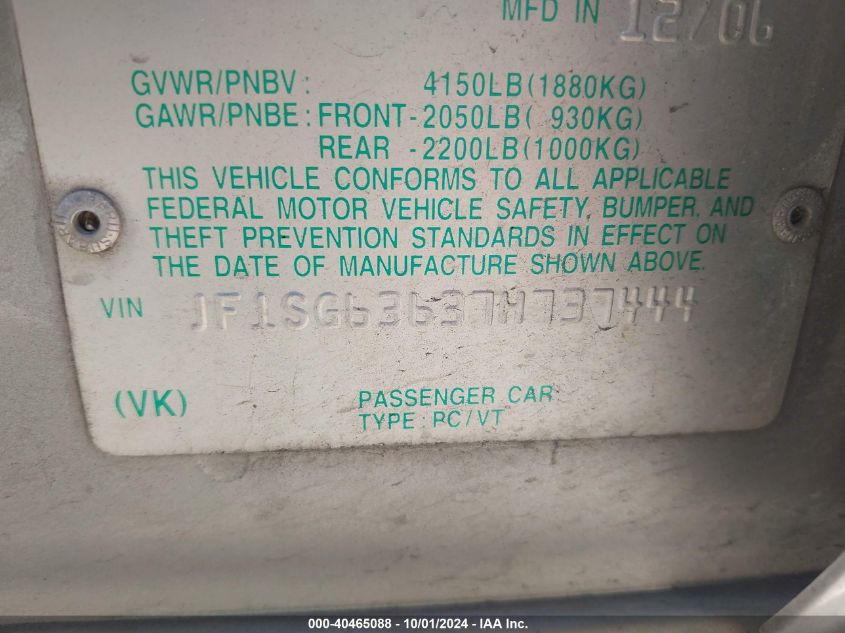 MFD IN 12/06
GVWR/PNBV: 4150LB(1880KG)
GAWR/PNBE: FRONT-2050LB( 930KG)
REAR -2200LB(1000KG)
THIS VEHICLE CONFORMS TO ALL APPLICABLE
FEDERAL MOTOR VEHICLE SAFETY, BUMPER, AND
THEFT PREVENTION STANDARDS IN EFFECT ON
THE DATE OF MANUFACTURE SHOWN ABOVE.
VIN JF1SG63637H737444
(VK) PASSENGER CAR
TYPE: PC/VT
000-40465088 - 10/01/2024 - IAA Inc.